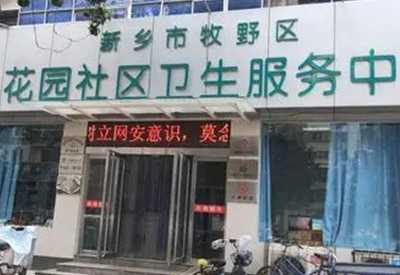 新乡市牧野区
花园社区卫生服务中
树立网安意识，莫忽